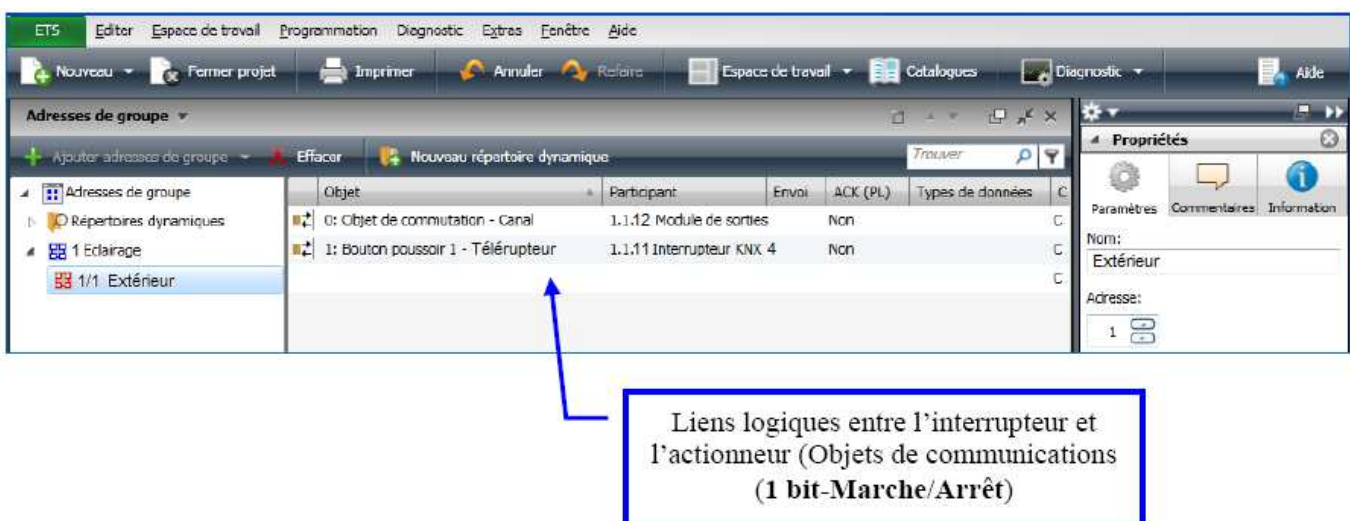 ETS Editer Espace de travail Programmation Diagnostic Extras Fenêtre Aide
Nouveau Fermer projet Imprimer Annuler Refaire Espace de travail Catalogues Diagnostic Aide
Adresses de groupe
Propriétés
Ajouter adresses de groupe Effacer Nouveau répertoire dynamique Trouver
Adresses de groupe
Objet Participant Envoi ACK (PL) Types de données C
Paramètres Commentaires Information
Répertoires dynamiques
0: Objet de commutation - Canal 1.1.12 Module de sorties Non C
1 Eclairage
1: Bouton poussoir 1 - Télérupteur 1.1.11 Interrupteur KNX 4 Non C
Nom:
Extérieur
1/1 Extérieur
C
Adresse:
1
Liens logiques entre l'interrupteur et
l'actionneur (Objets de communications
(1 bit-Marche/Arrêt)